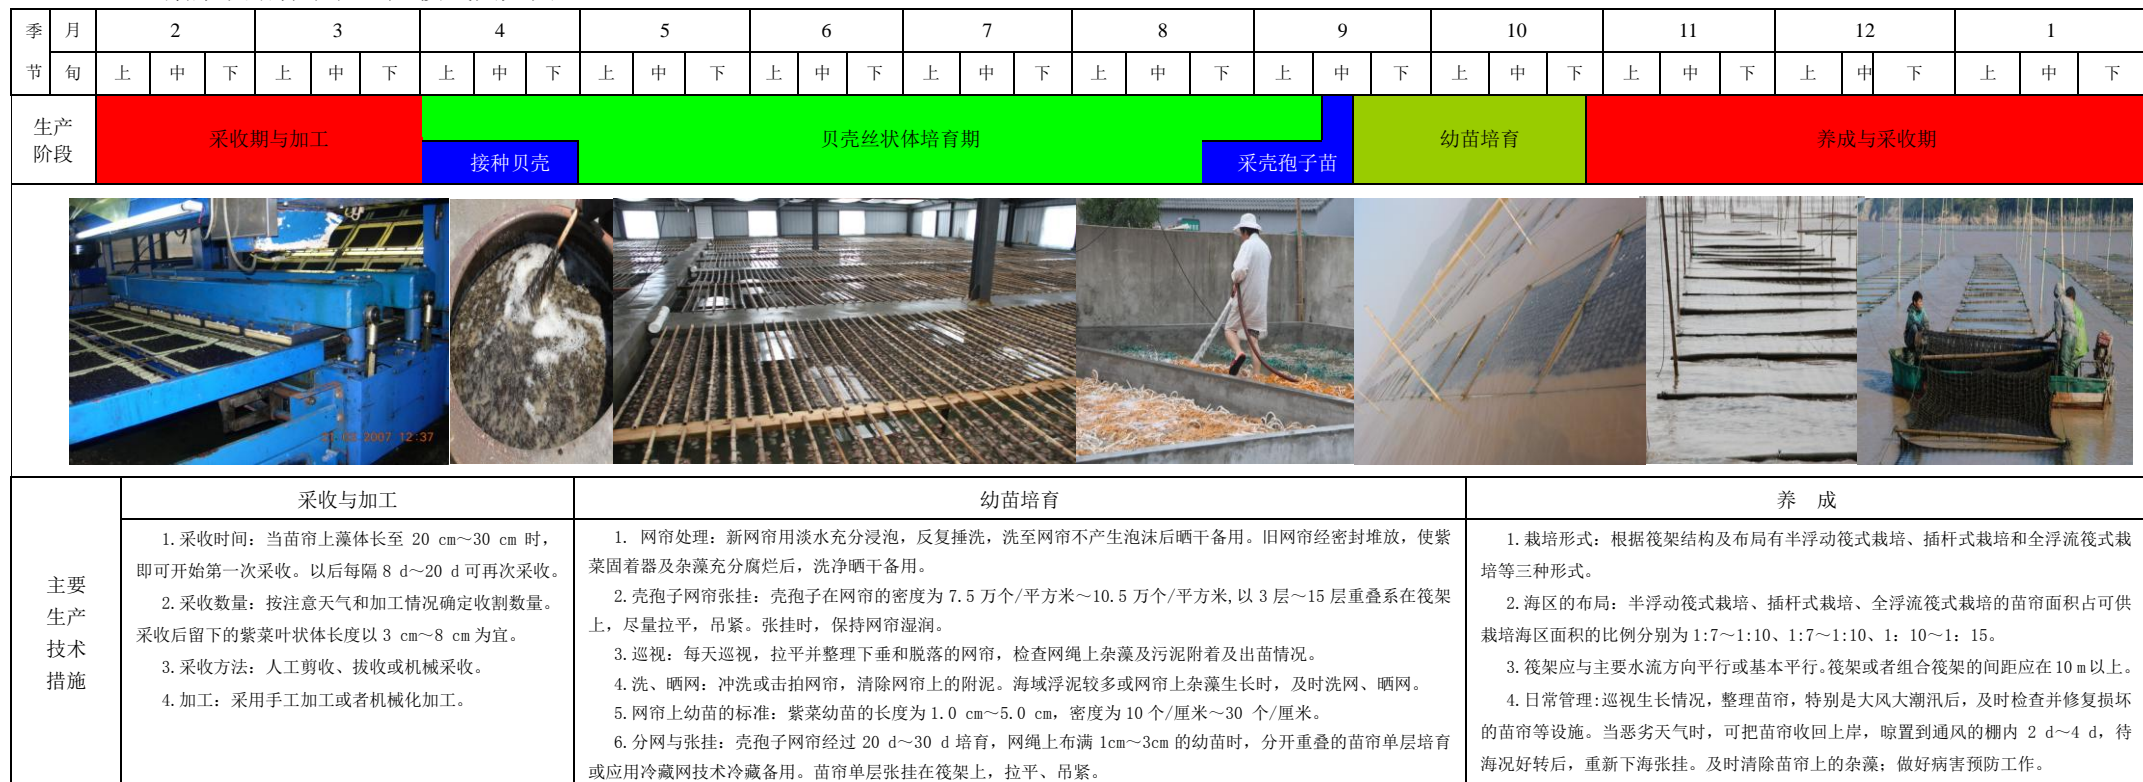 季 月 2 3 4 5 6 7 8 9 10 11 12 1
节 旬 上 中 下 上 中 下 上 中 下 上 中 下 上 中 下 上 中 下 上 中 下 上 中 下 上 中 下 上 中 下 上 中 下 上 中 下
生产
阶段
采收期与加工
贝壳丝状体培育期
接种贝壳
采壳孢子苗
幼苗培育
养成与采收期
2007 12:37
主要
生产
技术
措施
采收与加工
1.采收时间：当苗帘上藻体长至 20 cm～30 cm 时，
即可开始第一次采收。以后每隔 8 d～20 d 可再次采收。
2.采收数量：按注意天气和加工情况确定收割数量。
采收后留下的紫菜叶状体长度以 3 cm～8 cm 为宜。
3.采收方法：人工剪收、拔收或机械采收。
4.加工：采用手工加工或者机械化加工。
幼苗培育
1. 网帘处理：新网帘用淡水充分浸泡，反复捶洗，洗至网帘不产生泡沫后晒干备用。旧网帘经密封堆放，使紫
菜固着器及杂藻充分腐烂后，洗净晒干备用。
2.壳孢子网帘张挂：壳孢子在网帘的密度为 7.5 万个/平方米～10.5 万个/平方米,以 3 层～15 层重叠系在筏架
上，尽量拉平，吊紧。张挂时，保持网帘湿润。
3.巡视：每天巡视，拉平并整理下垂和脱落的网帘，检查网绳上杂藻及污泥附着及出苗情况。
4.洗、晒网：冲洗或击拍网帘，清除网帘上的附泥。海域浮泥较多或网帘上杂藻生长时，及时洗网、晒网。
5.网帘上幼苗的标准：紫菜幼苗的长度为 1.0 cm～5.0 cm，密度为 10 个/厘米～30 个/厘米。
6.分网与张挂：壳孢子网帘经过 20 d～30 d 培育，网绳上布满 1cm～3cm 的幼苗时，分开重叠的苗帘单层培育
或应用冷藏网技术冷藏备用。苗帘单层张挂在筏架上，拉平、吊紧。
养 成
1.栽培形式：根据筏架结构及布局有半浮动筏式栽培、插杆式栽培和全浮流筏式栽
培等三种形式。
2.海区的布局：半浮动筏式栽培、插杆式栽培、全浮流筏式栽培的苗帘面积占可供
栽培海区面积的比例分别为 1:7～1:10、1:7～1:10、1：10～1：15。
3.筏架应与主要水流方向平行或基本平行。筏架或者组合筏架的间距应在 10 m 以上。
4.日常管理:巡视生长情况，整理苗帘，特别是大风大潮汛后，及时检查并修复损坏
的苗帘等设施。当恶劣天气时，可把苗帘收回上岸，晾置到通风的棚内 2 d～4 d，待
海况好转后，重新下海张挂。及时清除苗帘上的杂藻；做好病害预防工作。